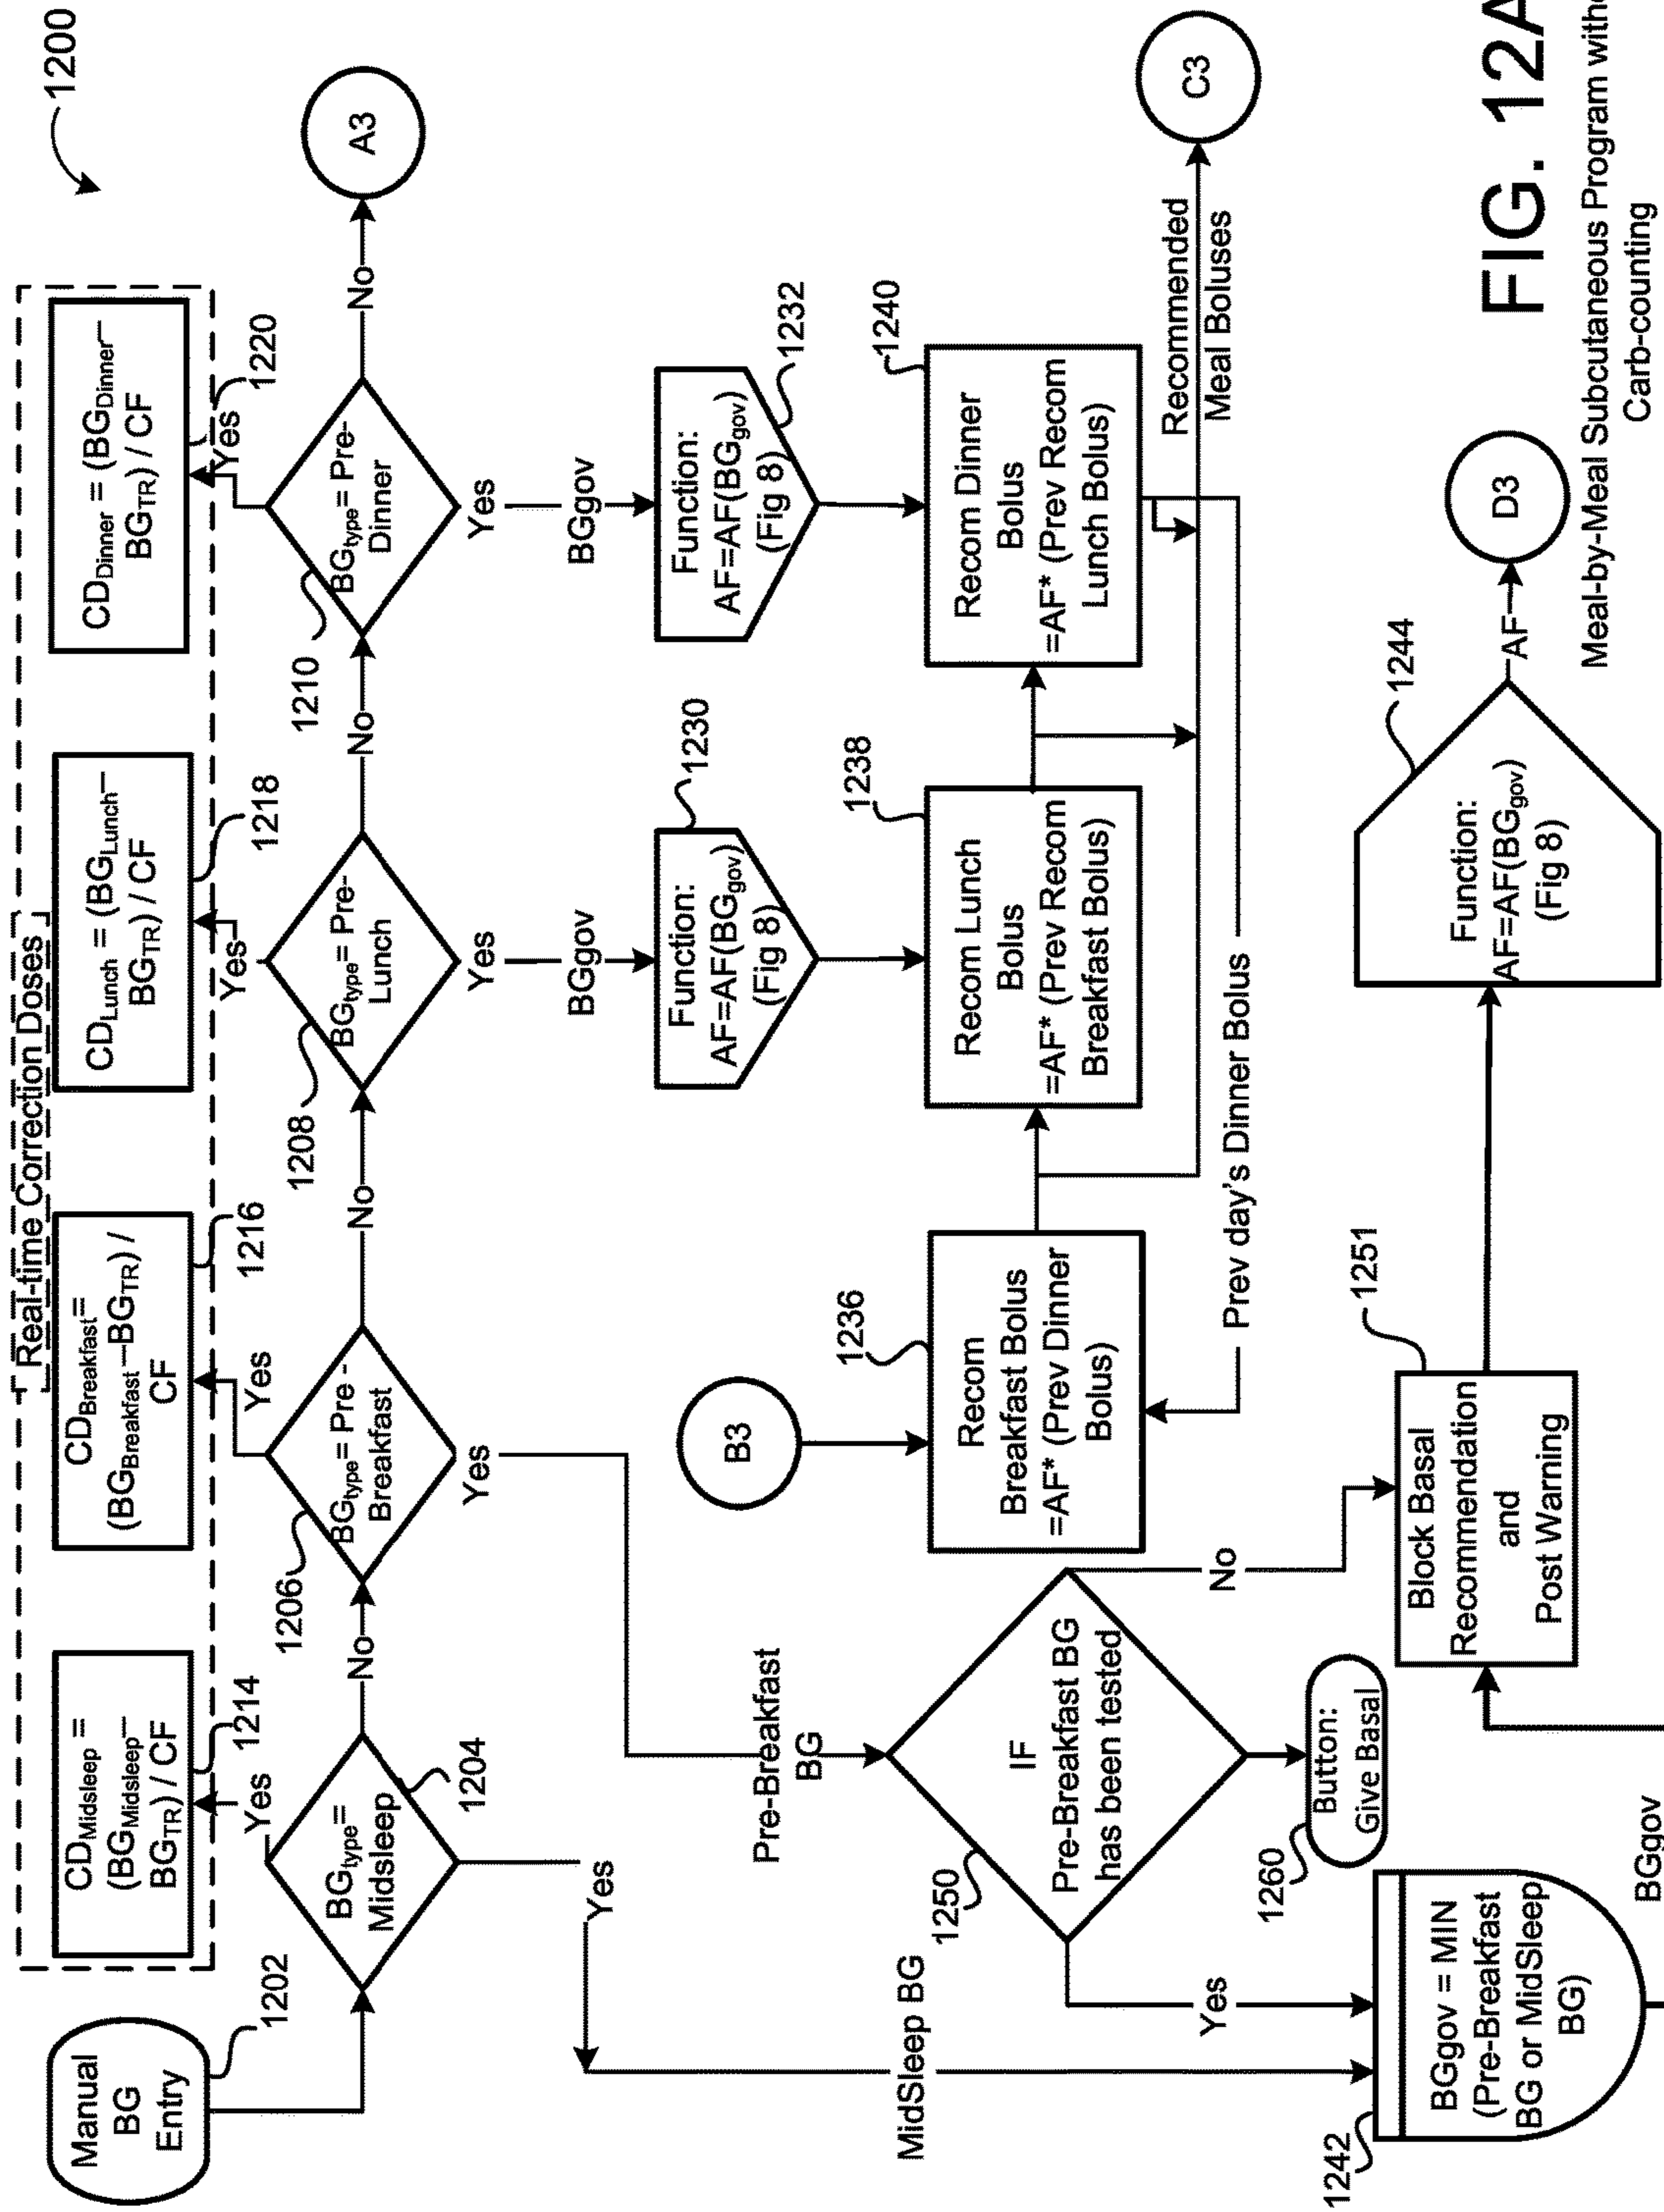 1200
Real-time Correction Doses
Manual
BG
Entry
1202
CDMidsleep =
(BGMidsleep—
BGTR) / CF
1214
CDBreakfast=
(BGBreakfast—BGTR) /
CF
1216
CDLunch = (BGLunch—
BGTR) / CF
1218
CDDinner = (BGDinner—
BGTR) / CF
1220
Yes
Yes
Yes
Yes
BGtype=
Midsleep
1204
No
1206
BGtype= Pre -
Breakfast
No
1208
BGtype= Pre-
Lunch
No
1210
BGtype= Pre-
Dinner
No
A3
Yes
Yes
Yes
Yes
MidSleep BG
Pre-Breakfast
BG
BGgov
BGgov
Function:
AF=AF(BGgov)
(Fig 8)
1230
Function:
AF=AF(BGgov)
(Fig 8)
1232
B3
Recom
Breakfast Bolus
=AF* (Prev Dinner
Bolus)
1236
Recom Lunch
Bolus
=AF* (Prev Recom
Breakfast Bolus)
1238
Recom Dinner
Bolus
=AF* (Prev Recom
Lunch Bolus)
1240
Recommended
Meal Boluses
C3
Prev day's Dinner Bolus
IF
Pre-Breakfast BG
has been tested
1250
Yes
No
Button:
Give Basal
1260
BGgov = MIN
(Pre-Breakfast
BG or MidSleep
BG)
1242
BGgov
Block Basal
Recommendation
and
Post Warning
1251
Function:
AF=AF(BGgov)
(Fig 8)
1244
AF
D3
FIG. 12A
Meal-by-Meal Subcutaneous Program witho
Carb-counting